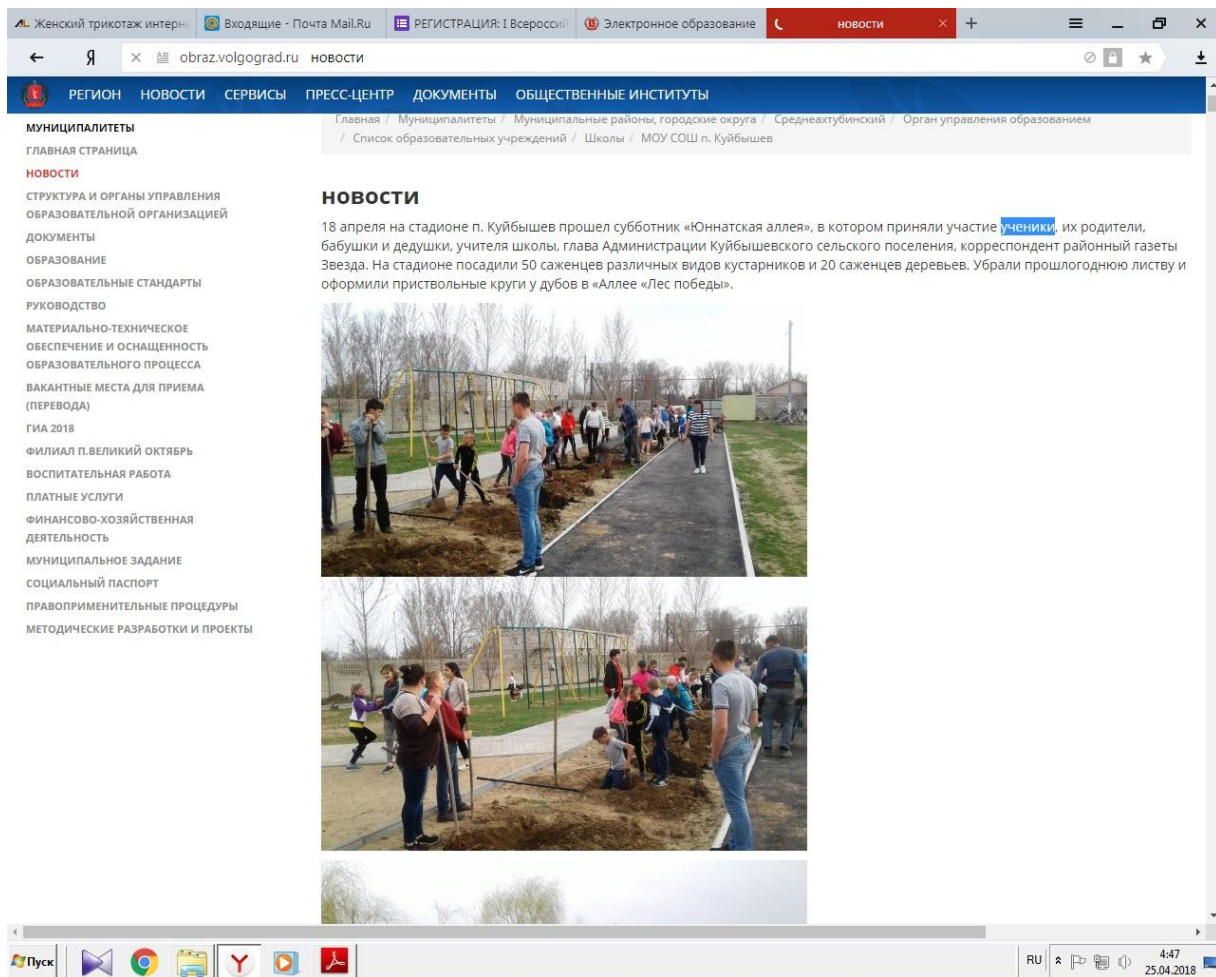 Женский трикотаж интерн
Входящие - Почта Mail.Ru
РЕГИСТРАЦИЯ: I Всероссий
Электронное образование
новости
obraz.volgograd.ru новости
РЕГИОН НОВОСТИ СЕРВИСЫ ПРЕСС-ЦЕНТР ДОКУМЕНТЫ ОБЩЕСТВЕННЫЕ ИНСТИТУТЫ
МУНИЦИПАЛИТЕТЫ
ГЛАВНАЯ СТРАНИЦА
НОВОСТИ
СТРУКТУРА И ОРГАНЫ УПРАВЛЕНИЯ
ОБРАЗОВАТЕЛЬНОЙ ОРГАНИЗАЦИЕЙ
ДОКУМЕНТЫ
ОБРАЗОВАНИЕ
ОБРАЗОВАТЕЛЬНЫЕ СТАНДАРТЫ
РУКОВОДСТВО
МАТЕРИАЛЬНО-ТЕХНИЧЕСКОЕ
ОБЕСПЕЧЕНИЕ И ОСНАЩЕННОСТЬ
ОБРАЗОВАТЕЛЬНОГО ПРОЦЕССА
ВАКАНТНЫЕ МЕСТА ДЛЯ ПРИЕМА
(ПЕРЕВОДА)
ГИА 2018
ФИЛИАЛ П.ВЕЛИКИЙ ОКТЯБРЬ
ВОСПИТАТЕЛЬНАЯ РАБОТА
ПЛАТНЫЕ УСЛУГИ
ФИНАНСОВО-ХОЗЯЙСТВЕННАЯ
ДЕЯТЕЛЬНОСТЬ
МУНИЦИПАЛЬНОЕ ЗАДАНИЕ
СОЦИАЛЬНЫЙ ПАСПОРТ
ПРАВОПРИМЕНИТЕЛЬНЫЕ ПРОЦЕДУРЫ
МЕТОДИЧЕСКИЕ РАЗРАБОТКИ И ПРОЕКТЫ
Главная / Муниципалитеты / Муниципальные районы, городские округа / Среднеахтубинский / Орган управления образованием
/ Список образовательных учреждений / Школы / МОУ СОШ п. Куйбышев
новости
18 апреля на стадионе п. Куйбышев прошел субботник «Юннатская аллея», в котором приняли участие ученики, их родители,
бабушки и дедушки, учителя школы, глава Администрации Куйбышевского сельского поселения, корреспондент районный газеты
Звезда. На стадионе посадили 50 саженцев различных видов кустарников и 20 саженцев деревьев. Убрали прошлогоднюю листву и
оформили приствольные круги у дубов в «Аллее «Лес победы».
Пуск
RU
4:47
25.04.2018